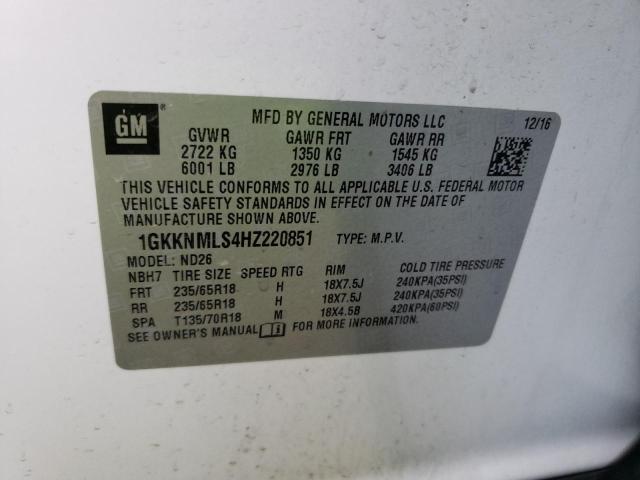 GM ®
MFD BY GENERAL MOTORS LLC 12/16
GVWR GAWR FRT GAWR RR
2722 KG 1350 KG 1545 KG
6001 LB 2976 LB 3406 LB
THIS VEHICLE CONFORMS TO ALL APPLICABLE U.S. FEDERAL MOTOR
VEHICLE SAFETY STANDARDS IN EFFECT ON THE DATE OF
MANUFACTURE SHOWN ABOVE.
1GKKNMLS4HZ220851 TYPE: M.P.V.
MODEL: ND26
NBH7 TIRE SIZE SPEED RTG RIM COLD TIRE PRESSURE
FRT 235/65R18 H 18X7.5J 240KPA(35PSI)
RR 235/65R18 H 18X7.5J 240KPA(35PSI)
SPA T135/70R18 M 18X4.5B 420KPA(60PSI)
SEE OWNER'S MANUAL FOR MORE INFORMATION.